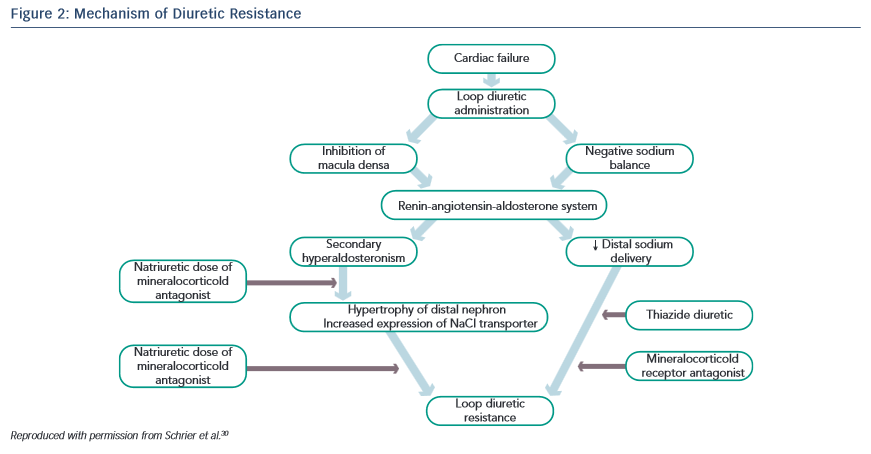 Figure 2: Mechanism of Diuretic Resistance
Cardiac failure
Loop diuretic
administration
Inhibition of
macula densa
Negative sodium
balance
Renin-angiotensin-aldosterone system
Secondary
hyperaldosteronism
↓ Distal sodium
delivery
Natriuretic dose of
mineralocorticold
antagonist
Hypertrophy of distal nephron
Increased expression of NaCl transporter
Thiazide diuretic
Natriuretic dose of
mineralocorticold
antagonist
Mineralocorticold
receptor antagonist
Loop diuretic
resistance
Reproduced with permission from Schrier et al.³⁰